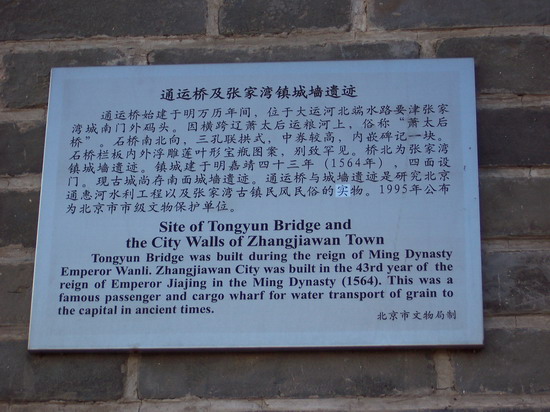 通运桥及张家湾镇城墙遗迹
通运桥始建于明万历年间，位于大运河北端水路要津张家
湾城南门外码头。因横跨辽萧太后运粮河上，俗称“萧太后
桥”。石桥南北向，三孔联拱式，中券较高，内嵌碑记一块。
石桥栏板内外浮雕莲叶形宝瓶图案，别致罕见。桥北为张家湾
镇城墙遗迹。镇城建于明嘉靖四十三年（1564年），四面设
门。现古城尚存南面城墙遗迹。通运桥与城墙遗迹是研究北京
通惠河水利工程以及张家湾古镇民风民俗的实物。1995年公布
为北京市市级文物保护单位。
Site of Tongyun Bridge and
the City Walls of Zhangjiawan Town
Tongyun Bridge was built during the reign of Ming Dynasty
Emperor Wanli. Zhangjiawan City was built in the 43rd year of the
reign of Emperor Jiajing in the Ming Dynasty (1564). This was a
famous passenger and cargo wharf for water transport of grain to
the capital in ancient times.
北京市文物局制